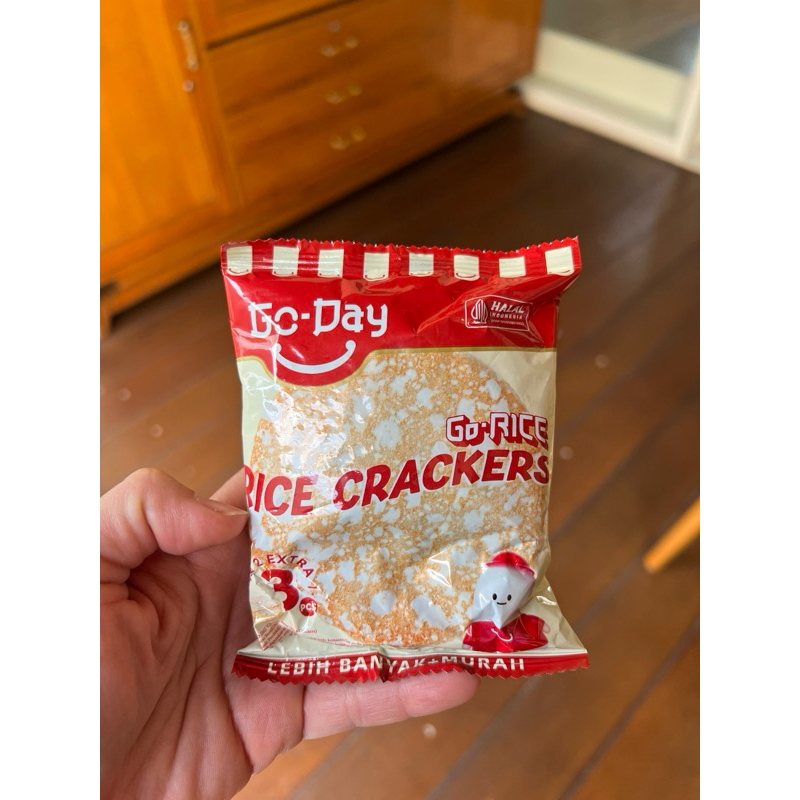 Go-Day
HALAL
INDONESIA
Go-RICE
RICE CRACKERS
EXTRA
3
PCS
LEBIH BANYAK+MURAH